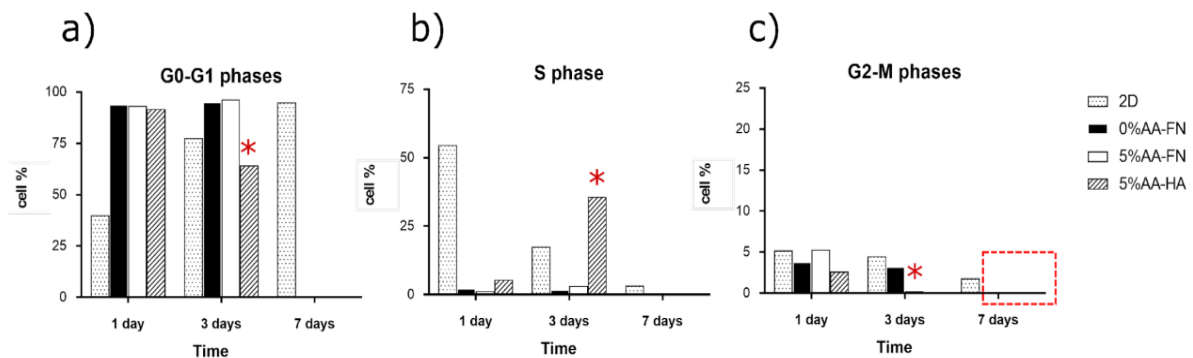 a)
G0-G1 phases
100
75
50
25
0
cell %
1 day
3 days
7 days
Time
*
b)
S phase
75
50
25
0
cell %
1 day
3 days
7 days
Time
*
c)
G2-M phases
25
20
15
10
5
0
cell %
1 day
3 days
7 days
Time
*
2D
0%AA-FN
5%AA-FN
5%AA-HA